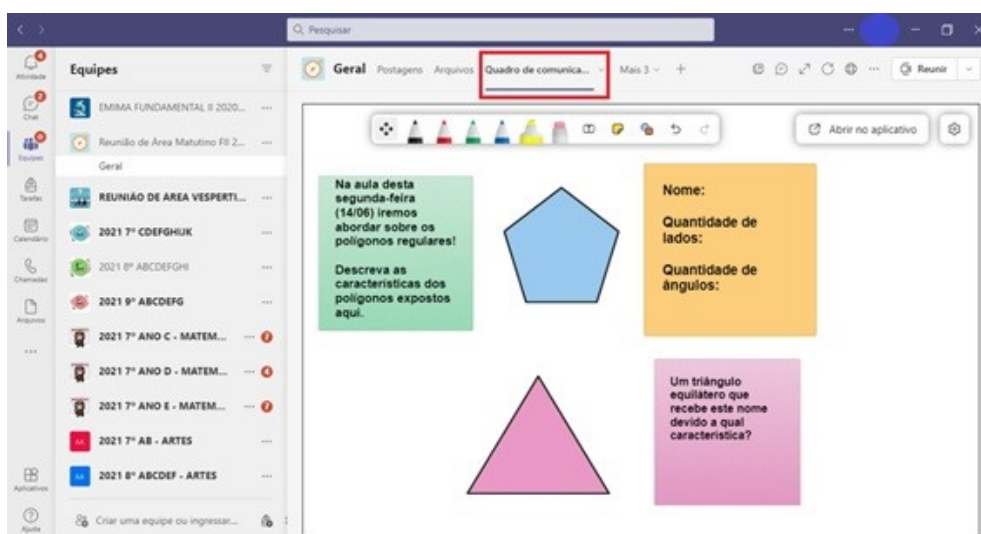 Pesquisar
Atividade
Chat
Equipes
Tarefas
Calendário
Chamadas
Arquivos
Aplicativos
Ajuda
Equipes
EMIMA FUNDAMENTAL II 2020...
Reunião de Área Matutino FII 2...
Geral
REUNIÃO DE ÁREA VESPERTI...
2021 7º CDEFGHIJK
2021 8º ABCDEFGHI
2021 9º ABCDEFG
2021 7º ANO C - MATEM...
2021 7º ANO D - MATEM... 4
2021 7º ANO E - MATEM...
AA 2021 7º AB - ARTES
AA 2021 8º ABCDEF - ARTES
Criar uma equipe ou ingressar...
Geral Postagens Arquivos Quadro de comunica... Mais 3 + Reunir
Abrir no aplicativo
Na aula desta
segunda-feira
(14/06) iremos
abordar sobre os
polígonos regulares!
Descreva as
características dos
polígonos expostos
aqui.
Nome:
Quantidade de
lados:
Quantidade de
ângulos:
Um triângulo
equilátero que
recebe este nome
devido a qual
característica?